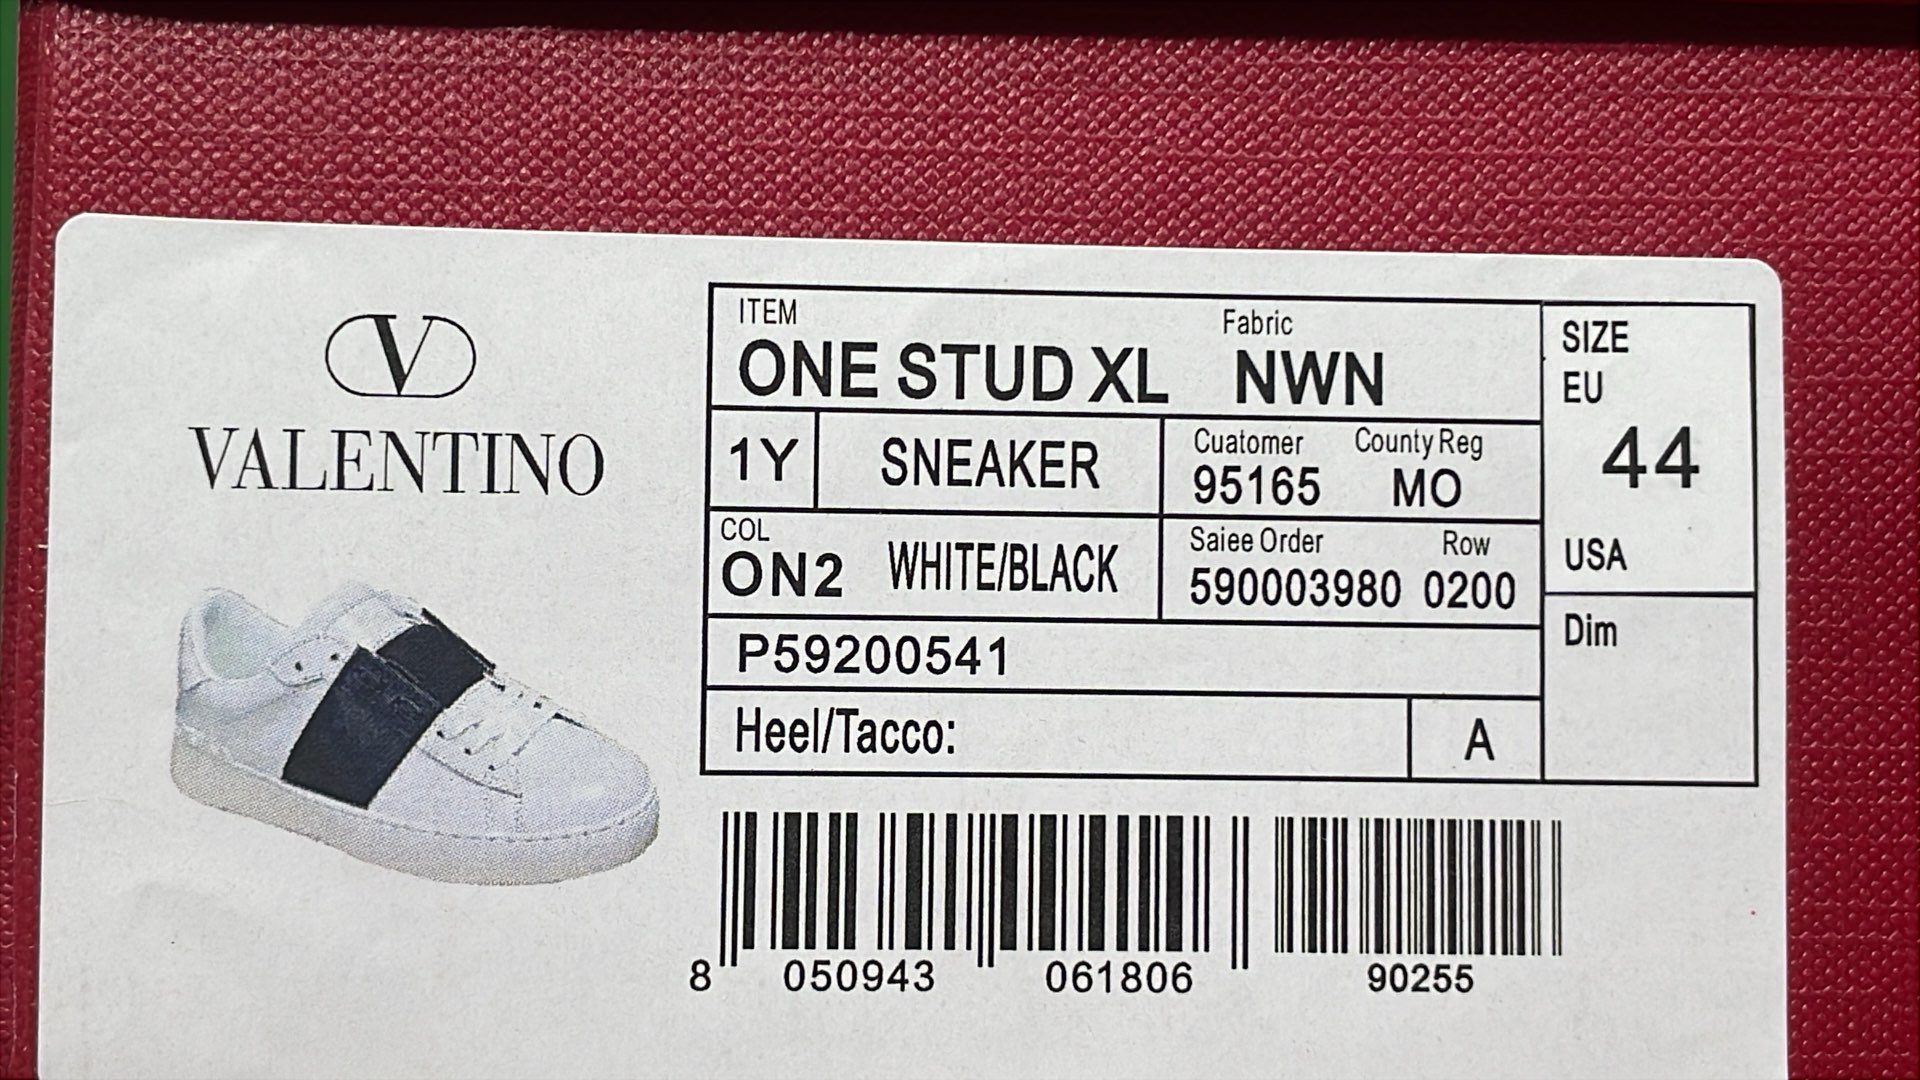 V
VALENTINO
ITEM
Fabric
ONE STUD XL NWN
1Y SNEAKER
Cuatomer County Reg
95165 MO
COL
ON2 WHITE/BLACK
Saiee Order Row
590003980 0200
P59200541
Heel/Tacco: A
SIZE
EU
44
USA
Dim
8 050943 061806 90255